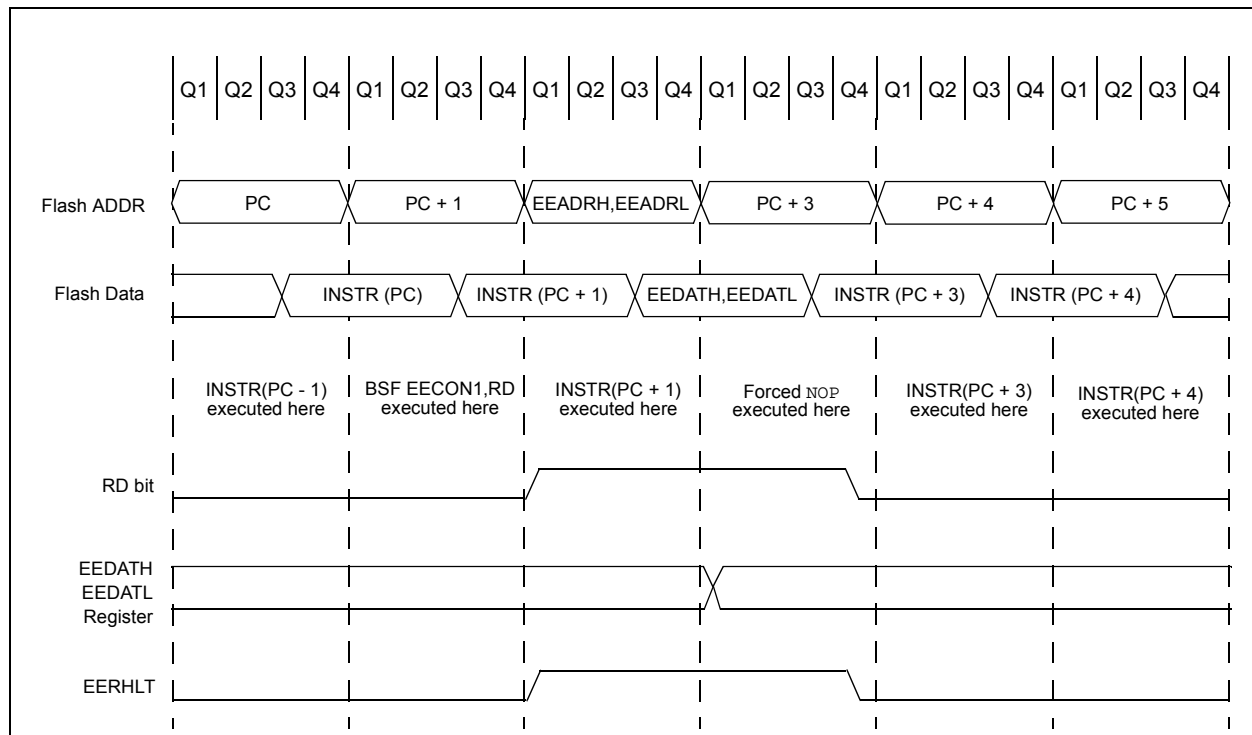 Q1 Q2 Q3 Q4 Q1 Q2 Q3 Q4 Q1 Q2 Q3 Q4 Q1 Q2 Q3 Q4 Q1 Q2 Q3 Q4 Q1 Q2 Q3 Q4
Flash ADDR PC PC + 1 EEADRH,EEADRL PC + 3 PC + 4 PC + 5
Flash Data INSTR (PC) INSTR (PC + 1) EEDATH,EEDATL INSTR (PC + 3) INSTR (PC + 4)
INSTR(PC - 1)
executed here
BSF EECON1,RD
executed here
INSTR(PC + 1)
executed here
Forced NOP
executed here
INSTR(PC + 3)
executed here
INSTR(PC + 4)
executed here
RD bit
EEDATH
EEDATL
Register
EERHLT